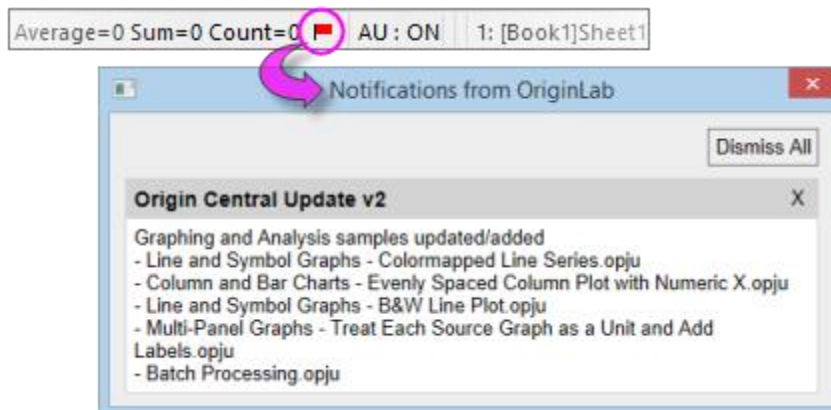 Average=0 Sum=0 Count=0 AU : ON 1: [Book1]Sheet1
Notifications from OriginLab
Dismiss All
Origin Central Update v2 X
Graphing and Analysis samples updated/added
- Line and Symbol Graphs - Colormapped Line Series.opju
- Column and Bar Charts - Evenly Spaced Column Plot with Numeric X.opju
- Line and Symbol Graphs - B&W Line Plot.opju
- Multi-Panel Graphs - Treat Each Source Graph as a Unit and Add
Labels.opju
- Batch Processing.opju